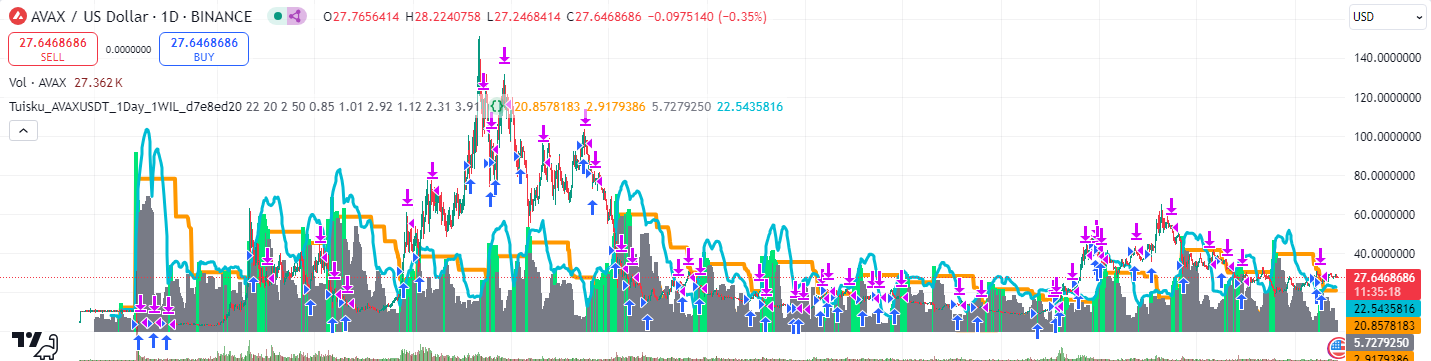 AVAX / US Dollar · 1D · BINANCE O27.7656414 H28.2240758 L27.2468414 C27.6468686 −0.0975140 (−0.35%)
USD
27.6468686
SELL
0.0000000
27.6468686
BUY
Vol · AVAX 27.362 K
Tuisku_AVAXUSDT_1Day_1WIL_d7e8ed20 22 20 2 50 0.85 1.01 2.92 1.12 2.31 3.91 20.8578183 2.9179386 5.7279250 22.5435816
140.0000000
120.0000000
100.0000000
80.0000000
60.0000000
40.0000000
27.6468686
11:35:18
22.5435816
20.8578183
5.7279250
2.9179386